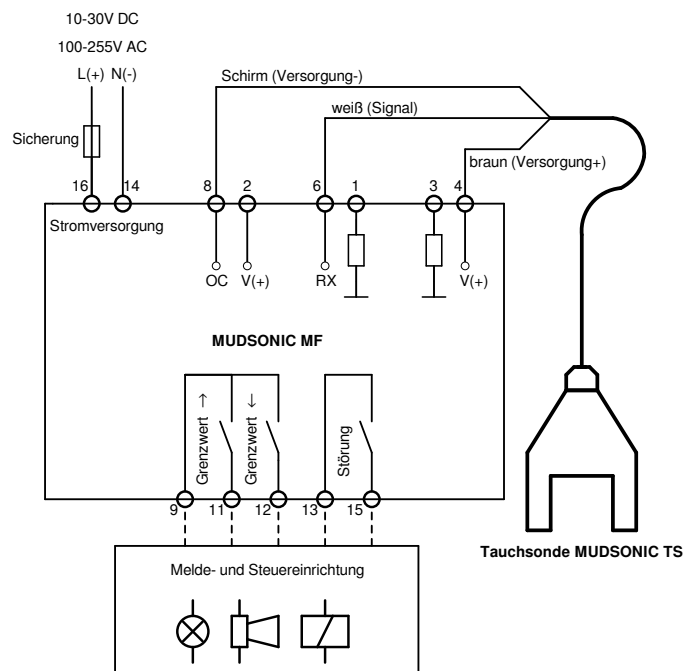 10-30V DC
100-255V AC
L(+) N(-)
Schirm (Versorgung-)
weiß (Signal)
Sicherung
braun (Versorgung+)
16 14 8 2 6 1 3 4
Stromversorgung
OC V(+) RX V(+)
MUDSONIC MF
Grenzwert →
Grenzwert ←
Störung
9 11 12 13 15
Tauchsonde MUDSONIC TS
Melde- und Steuereinrichtung